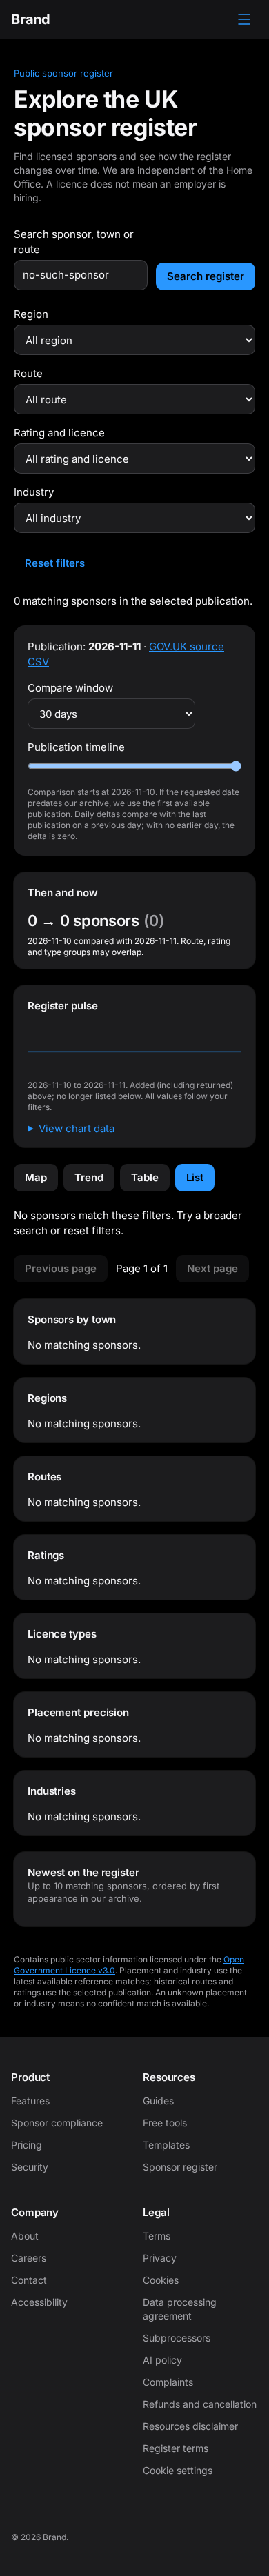 Brand
Public sponsor register
Explore the UK
sponsor register
Find licensed sponsors and see how the register
changes over time. We are independent of the Home
Office. A licence does not mean an employer is
hiring.
Search sponsor, town or
route
no-such-sponsor
Search register
Region
All region
Route
All route
Rating and licence
All rating and licence
Industry
All industry
Reset filters
0 matching sponsors in the selected publication.
Publication: 2026-11-11 · GOV.UK source
CSV
Compare window
30 days
Publication timeline
Comparison starts at 2026-11-10. If the requested date
predates our archive, we use the first available
publication. Daily deltas compare with the last
publication on a previous day; with no earlier day, the
delta is zero.
Then and now
0 → 0 sponsors (0)
2026-11-10 compared with 2026-11-11. Route, rating
and type groups may overlap.
Register pulse
2026-11-10 to 2026-11-11. Added (including returned)
above; no longer listed below. All values follow your
filters.
▶ View chart data
Map Trend Table List
No sponsors match these filters. Try a broader
search or reset filters.
Previous page Page 1 of 1 Next page
Sponsors by town
No matching sponsors.
Regions
No matching sponsors.
Routes
No matching sponsors.
Ratings
No matching sponsors.
Licence types
No matching sponsors.
Placement precision
No matching sponsors.
Industries
No matching sponsors.
Newest on the register
Up to 10 matching sponsors, ordered by first
appearance in our archive.
Contains public sector information licensed under the Open
Government Licence v3.0. Placement and industry use the
latest available reference matches; historical routes and
ratings use the selected publication. An unknown placement
or industry means no confident match is available.
Product
Features
Sponsor compliance
Pricing
Security
Resources
Guides
Free tools
Templates
Sponsor register
Company
About
Careers
Contact
Accessibility
Legal
Terms
Privacy
Cookies
Data processing
agreement
Subprocessors
AI policy
Complaints
Refunds and cancellation
Resources disclaimer
Register terms
Cookie settings
© 2026 Brand.